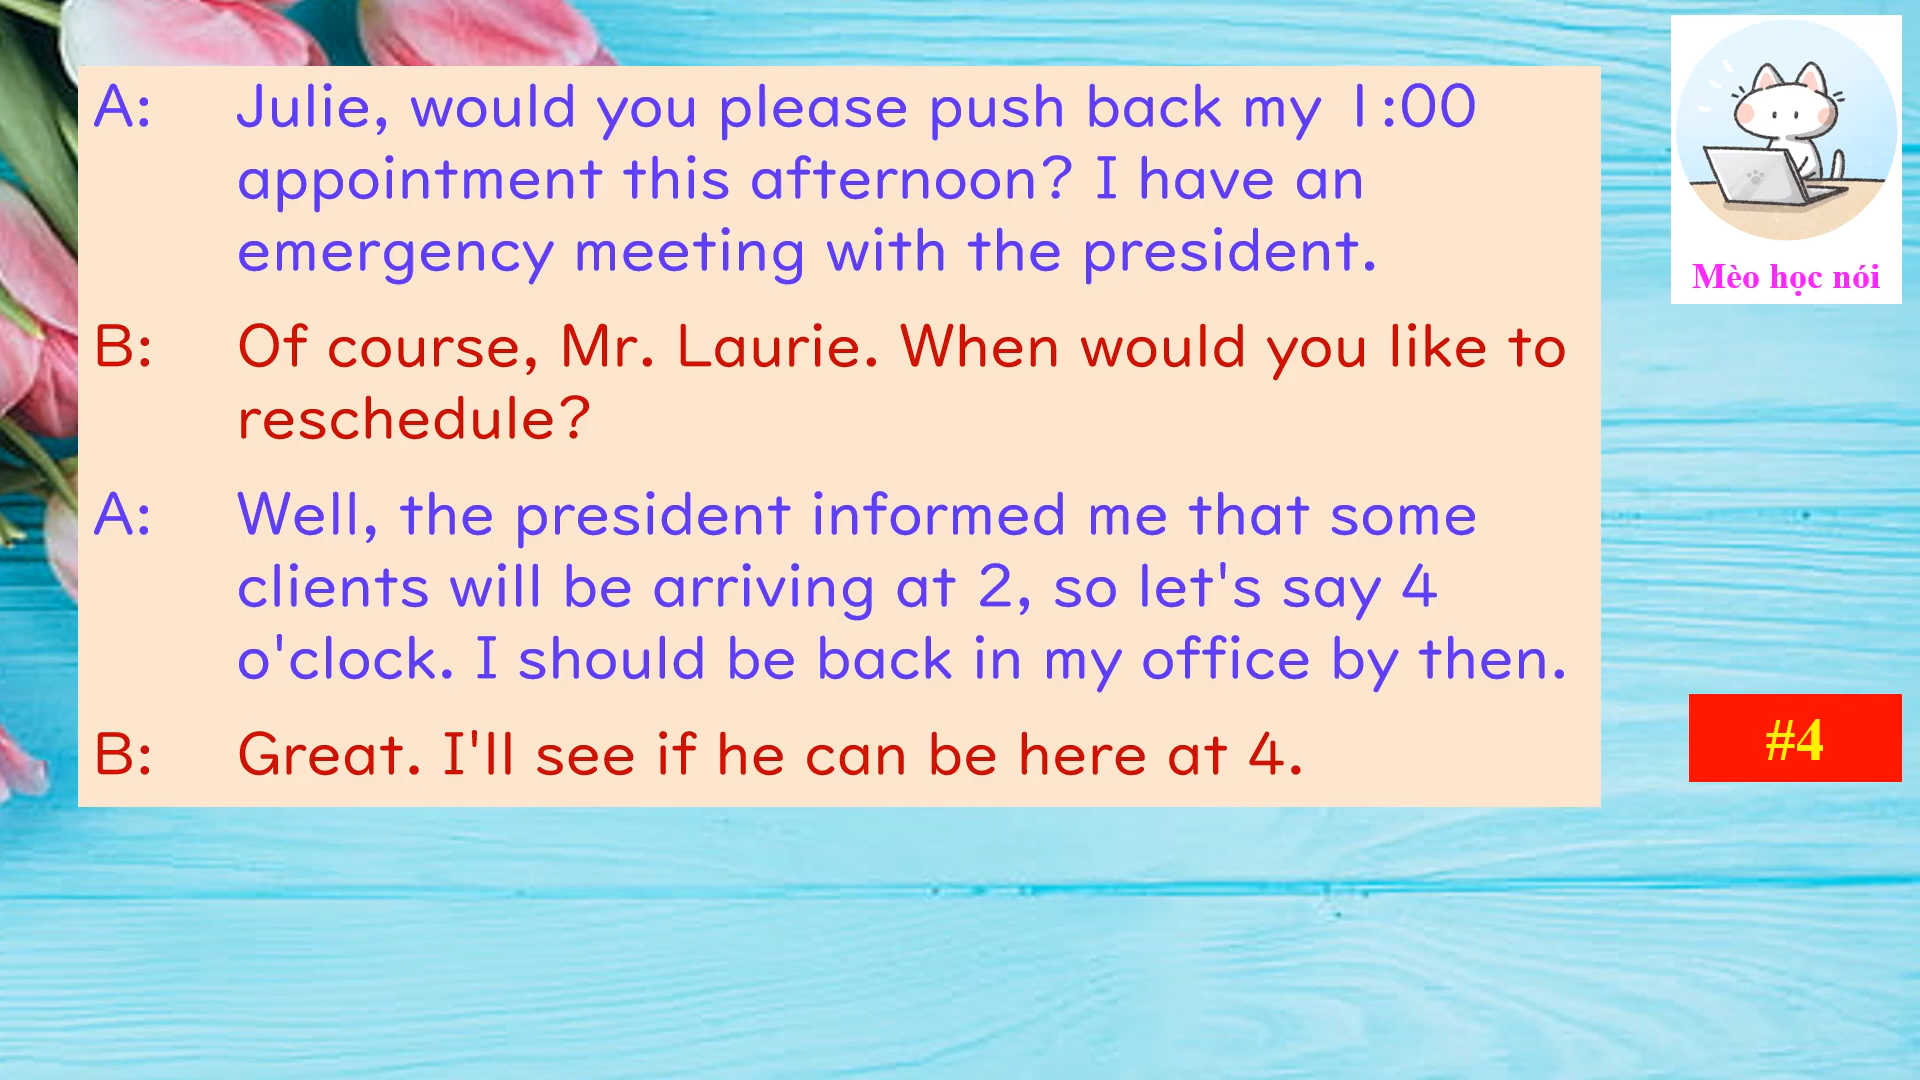 A: Julie, would you please push back my 1:00
appointment this afternoon? I have an
emergency meeting with the president.
B: Of course, Mr. Laurie. When would you like to
reschedule?
A: Well, the president informed me that some
clients will be arriving at 2, so let's say 4
o'clock. I should be back in my office by then.
B: Great. I'll see if he can be here at 4.
Mèo học nói
#4